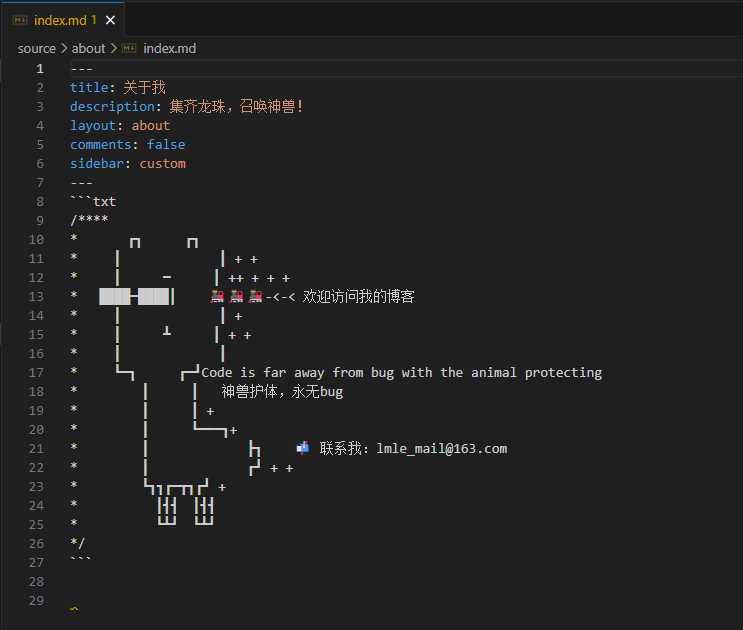 index.md 1 ×
source > about > index.md
1 ---
2 title: 关于我
3 description: 集齐龙珠，召唤神兽！
4 layout: about
5 comments: false
6 sidebar: custom
7 ---
8 ```txt
9 /****
10 *      ┏┓     ┏┓
11 *    ┃            ┃ + +
12 *    ┃     ━     ┃ ++ + + +
13 *  ████━████┃    🚂🚂🚂-<-< 欢迎访问我的博客
14 *    ┃            ┃ +
15 *    ┃     ┻     ┃ + +
16 *    ┃            ┃
17 *    ┗━┓     ┏━┛Code is far away from bug with the animal protecting
18 *       ┃     ┃   神兽护体，永无bug
19 *       ┃     ┃ +
20 *       ┃     ┗━━━┓+
21 *       ┃            ┣┓    📬 联系我：lmle_mail@163.com
22 *       ┃            ┏┛ + +
23 *       ┗┓┓┏━┳┓┏┛ +
24 *         ┃┫┫  ┃┫┫
25 *         ┗┻┛  ┗┻┛
26 */
27 ```
28
29